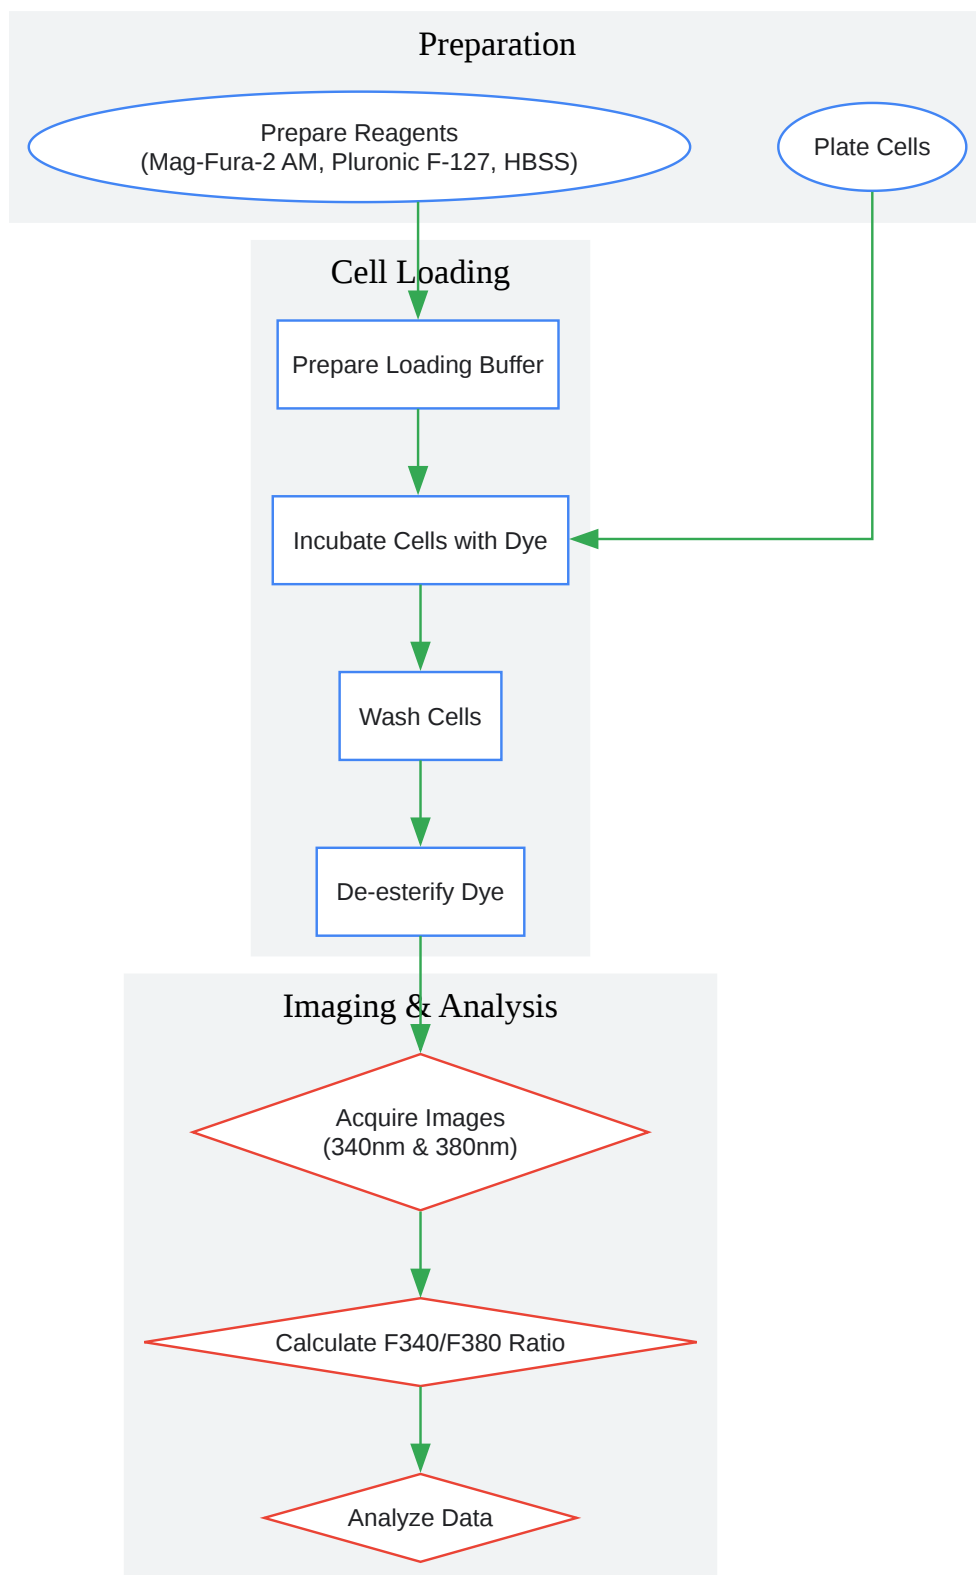 Preparation
Prepare Reagents
(Mag-Fura-2 AM, Pluronic F-127, HBSS)
Plate Cells
Cell Loading
Prepare Loading Buffer
Incubate Cells with Dye
Wash Cells
De-esterify Dye
Imaging & Analysis
Acquire Images
(340nm & 380nm)
Calculate F340/F380 Ratio
Analyze Data